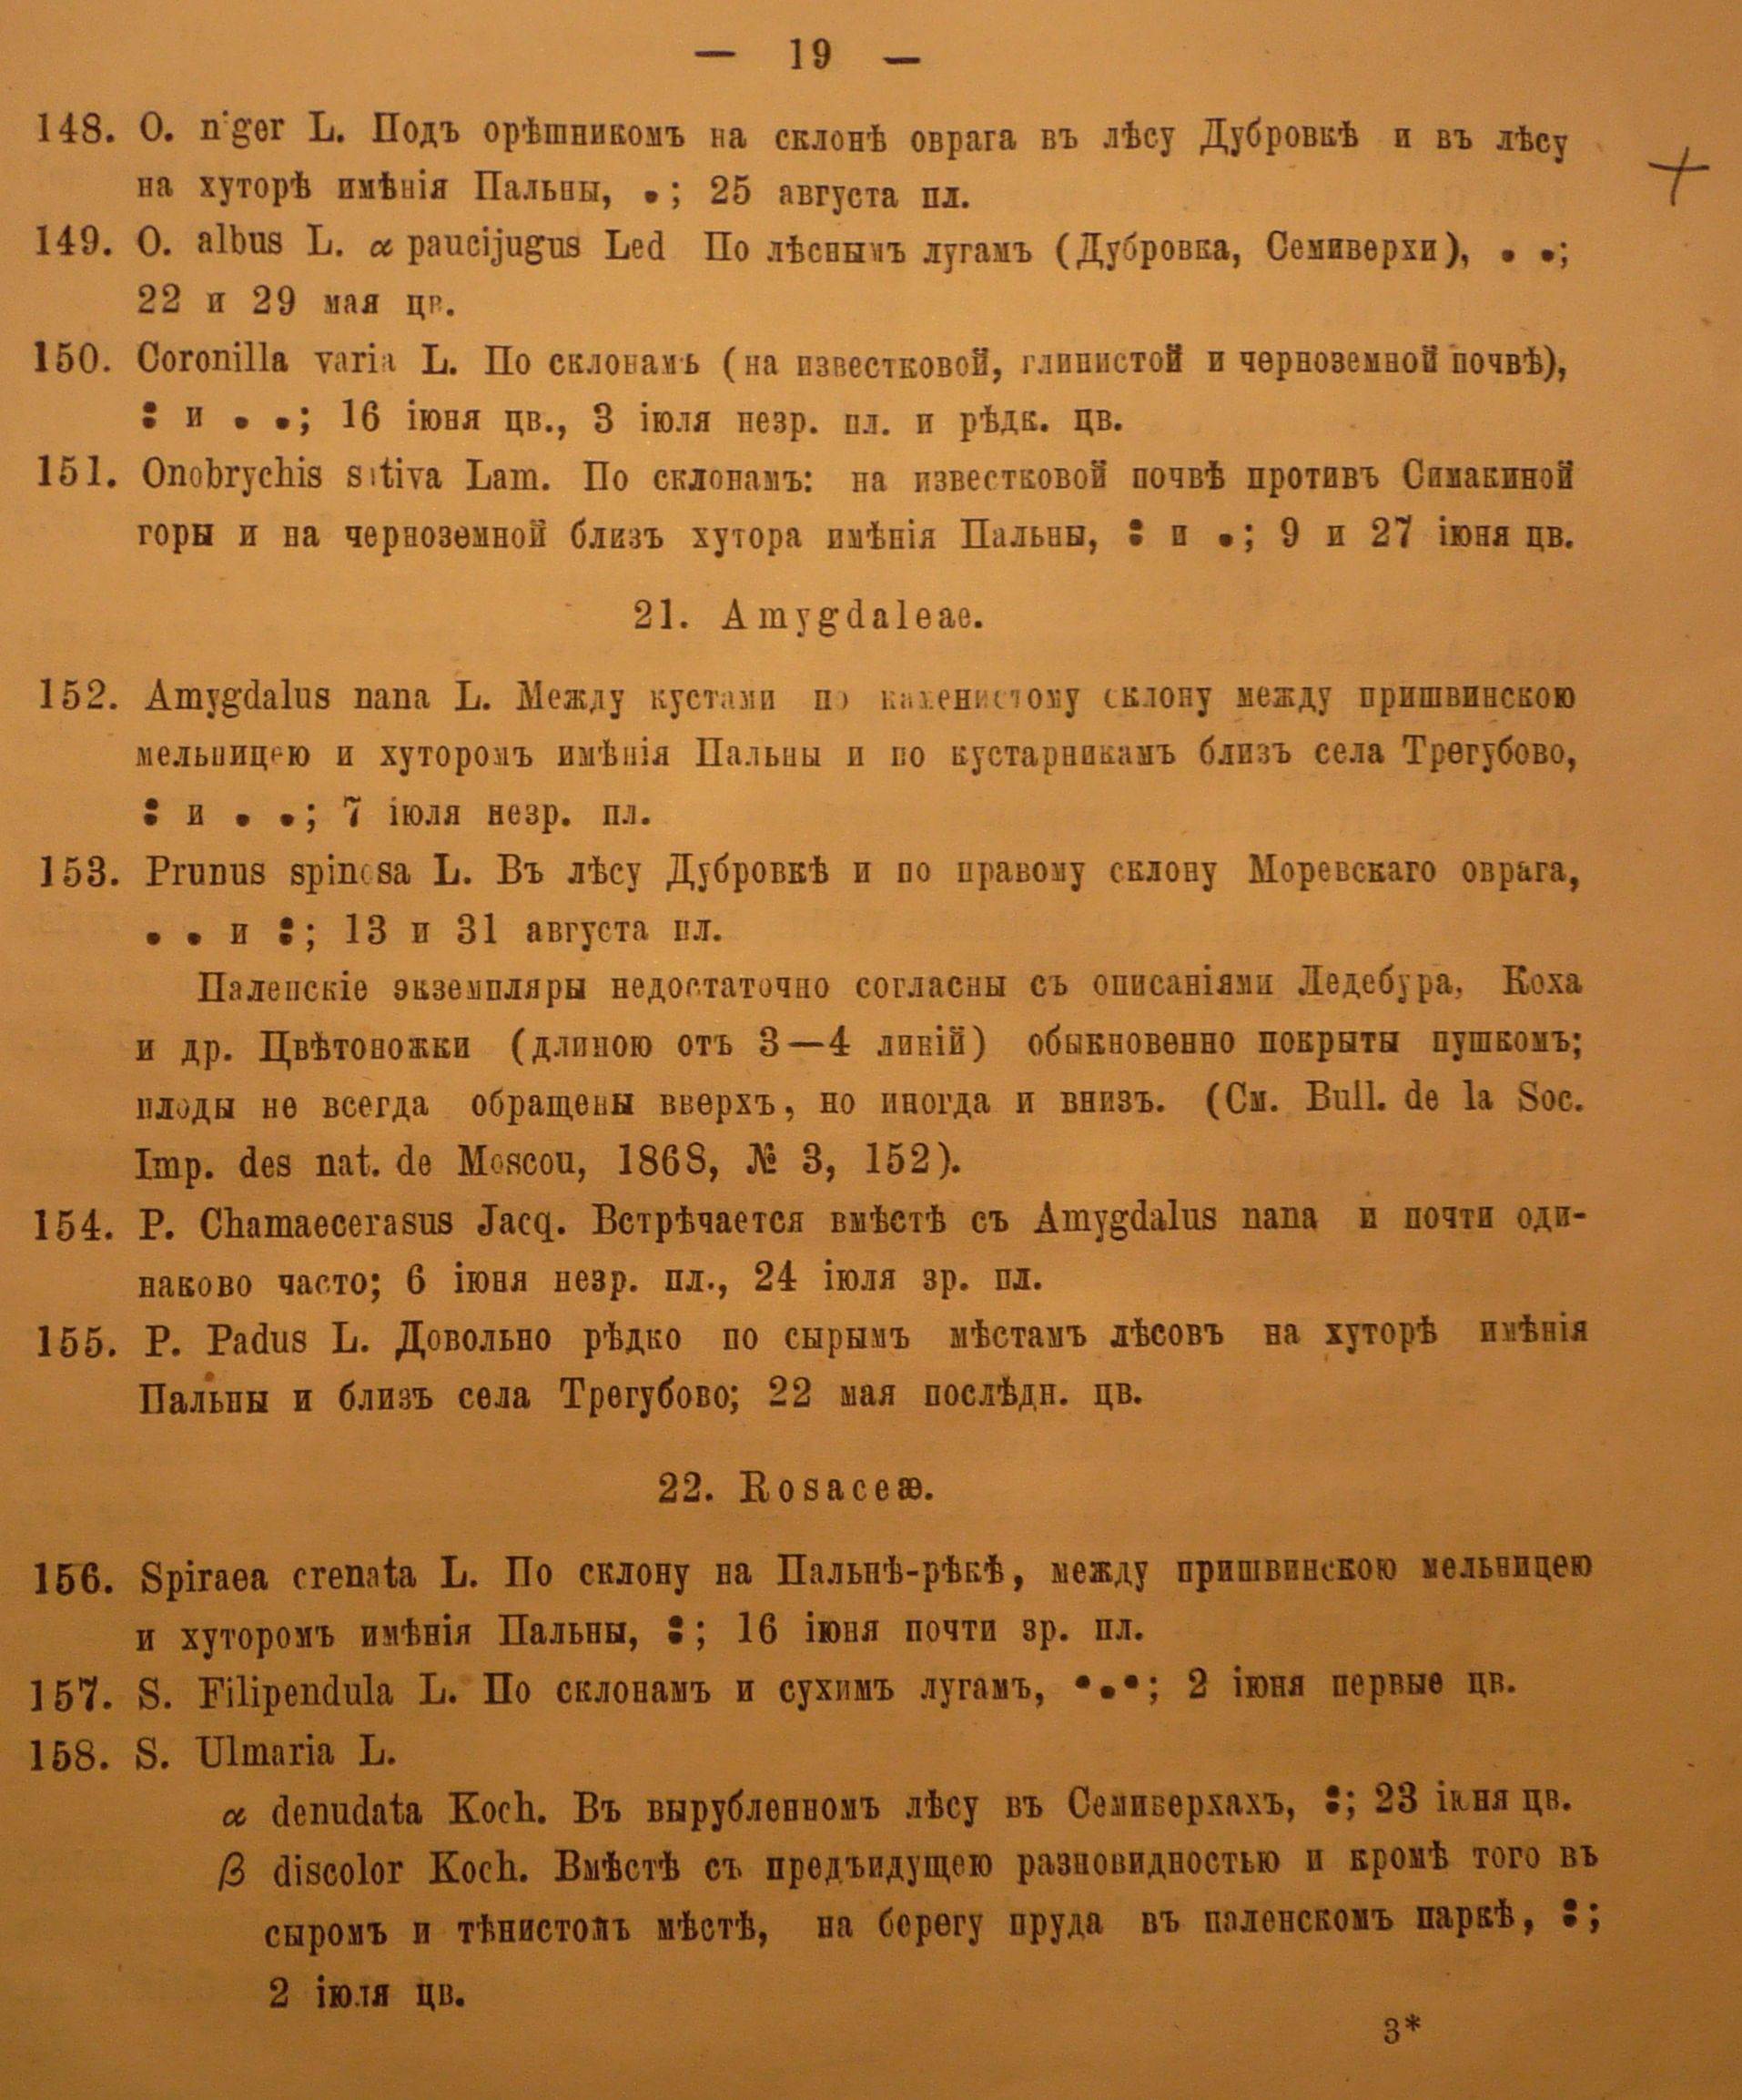 — 19 —
148. O. niger L. Подъ орѣшникомъ на склонѣ оврага въ лѣсу Дубровкѣ и въ лѣсу
на хуторѣ имѣнія Пальны, •; 25 августа пл.
149. O. albus L. α paucijugus Led По лѣснымъ лугамъ (Дубровка, Семиверхи), • •;
22 и 29 мая цв.
150. Coronilla varia L. По склонамъ (на известковой, глинистой и черноземной почвѣ),
: и • •; 16 іюня цв., 3 іюля незр. пл. и рѣдк. цв.
151. Onobrychis sativa Lam. По склонамъ: на известковой почвѣ противъ Симакиной
горы и на черноземной близъ хутора имѣнія Пальны, : и •; 9 и 27 іюня цв.
21. Amygdaleae.
152. Amygdalus nana L. Между кустами по каменистому склону между пришвинскою
мельницею и хуторомъ имѣнія Пальны и по кустарникамъ близъ села Трегубово,
: и • •; 7 іюля незр. пл.
153. Prunus spinosa L. Въ лѣсу Дубровкѣ и по правому склону Моревскаго оврага,
• • и :; 13 и 31 августа пл.
Паленскіе экземпляры недостаточно согласны съ описаніями Ледебура, Коха
и др. Цвѣтоножки (длиною отъ 3—4 линій) обыкновенно покрыты пушкомъ;
плоды не всегда обращены вверхъ, но иногда и внизъ. (См. Bull. de la Soc.
Imp. des nat. de Moscou, 1868, № 3, 152).
154. P. Chamaecerasus Jacq. Встрѣчается вмѣстѣ съ Amygdalus nana и почти оди-
наково часто; 6 іюня незр. пл., 24 іюля зр. пл.
155. P. Padus L. Довольно рѣдко по сырымъ мѣстамъ лѣсовъ на хуторѣ имѣнія
Пальны и близъ села Трегубово; 22 мая послѣдн. цв.
22. Rosaceæ.
156. Spiraea crenata L. По склону на Пальнѣ-рѣкѣ, между пришвинскою мельницею
и хуторомъ имѣнія Пальны, :; 16 іюня почти зр. пл.
157. S. Filipendula L. По склонамъ и сухимъ лугамъ, •.•; 2 іюня первые цв.
158. S. Ulmaria L.
α denudata Koch. Въ вырубленномъ лѣсу въ Семиверхахъ, :; 23 іюня цв.
β discolor Koch. Вмѣстѣ съ предъидущею разновидностью и кромѣ того въ
сыромъ и тѣнистомъ мѣстѣ, на берегу пруда въ паленскомъ паркѣ, :;
2 іюля цв.
3*